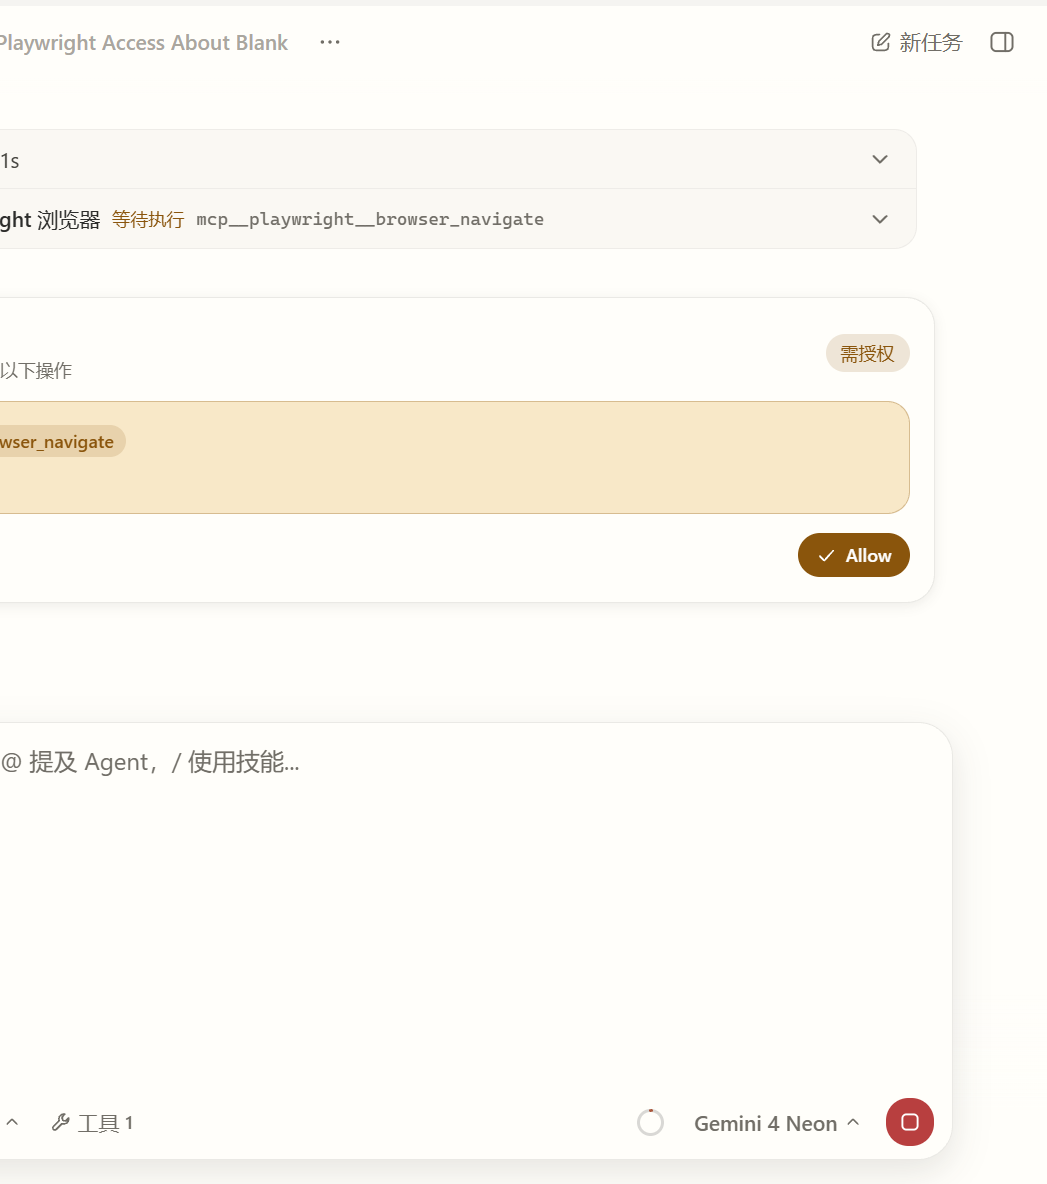 Playwright Access About Blank ··· 新任务
1s
ght 浏览器 等待执行 mcp__playwright__browser_navigate
需授权
以下操作
wser_navigate
Allow
@ 提及 Agent，/ 使用技能...
工具 1 Gemini 4 Neon